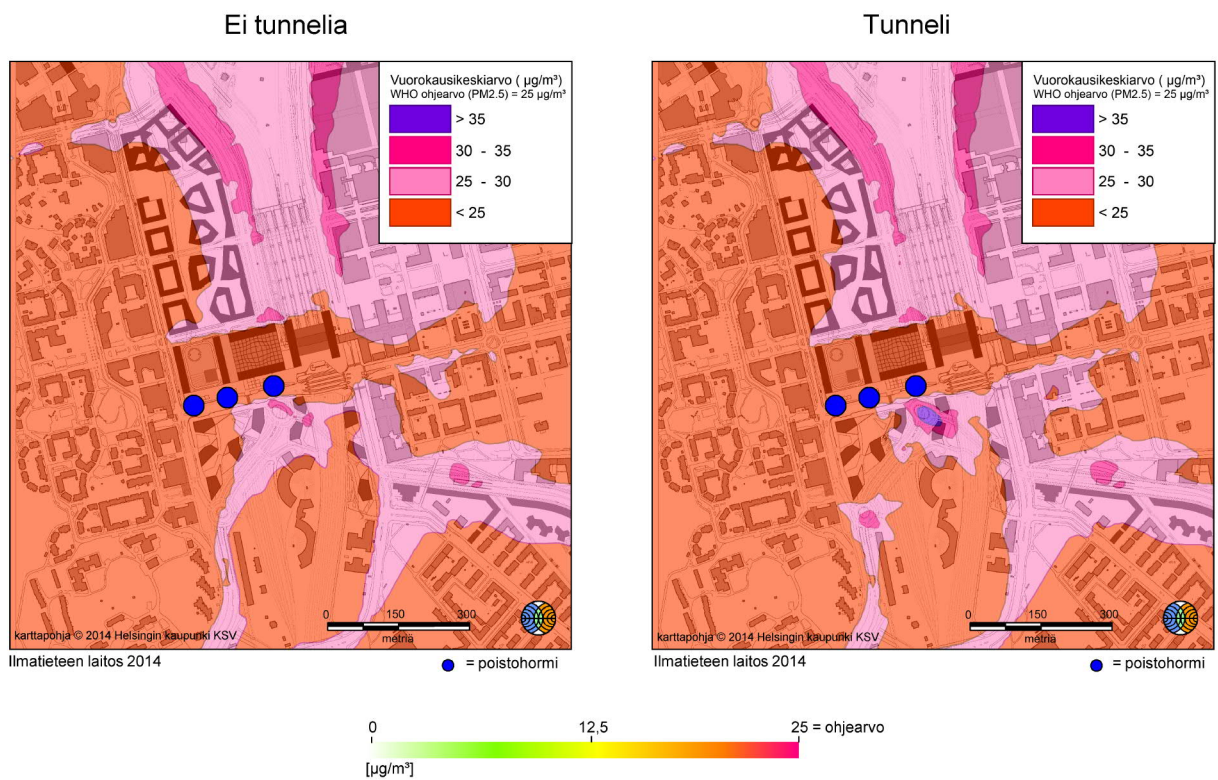 Ei tunnelia
Tunneli
Vuorokausikeskiarvo ( µg/m³)
WHO ohjearvo (PM2.5) = 25 µg/m³
> 35
30 - 35
25 - 30
< 25
0 150 300
metriä
karttapohja © 2014 Helsingin kaupunki KSV
Ilmatieteen laitos 2014
= poistohormi
Vuorokausikeskiarvo ( µg/m³)
WHO ohjearvo (PM2.5) = 25 µg/m³
> 35
30 - 35
25 - 30
< 25
0 150 300
metriä
karttapohja © 2014 Helsingin kaupunki KSV
Ilmatieteen laitos 2014
= poistohormi
0 12,5 25 = ohjearvo
[µg/m³]